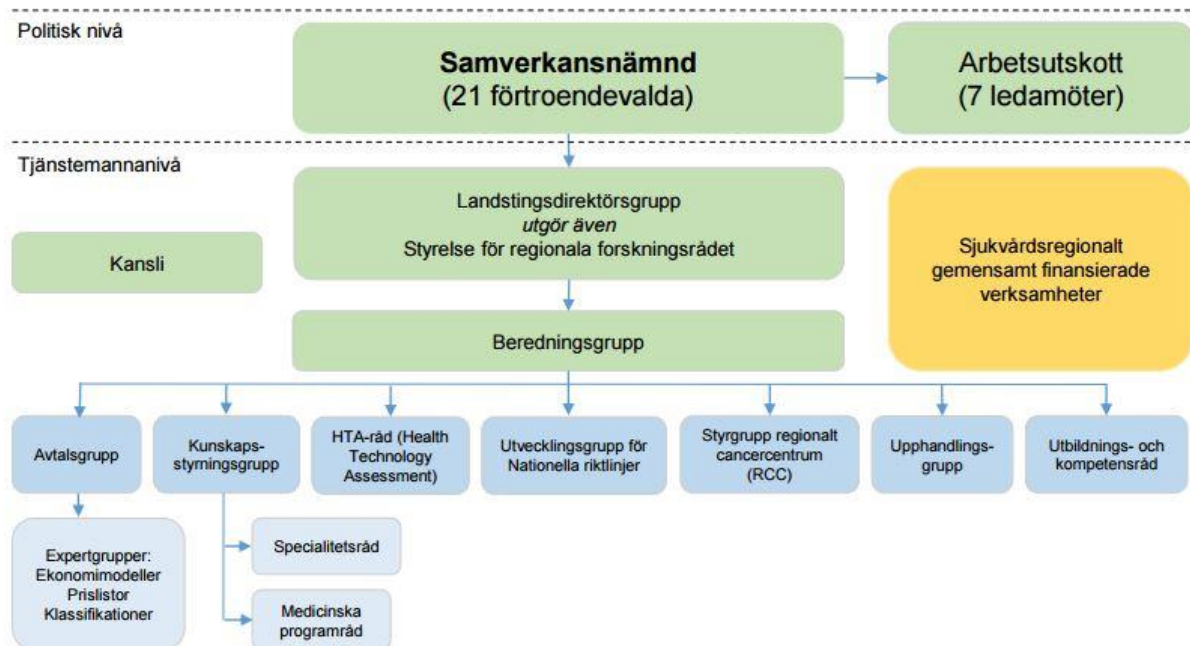 Politisk nivå
Samverkansnämnd
(21 förtroendevalda)
Arbetsutskott
(7 ledamöter)
Tjänstemannanivå
Landstingsdirektörsgrupp
utgör även
Styrelse för regionala forskningsrådet
Kansli
Sjukvårdsregionalt
gemensamt finansierade
verksamheter
Beredningsgrupp
Avtalsgrupp
Kunskaps-
styrningsgrupp
HTA-råd (Health
Technology
Assessment)
Utvecklingsgrupp för
Nationella riktlinjer
Styrgrupp regionalt
cancercentrum
(RCC)
Upphandlings-
grupp
Utbildnings- och
kompetensråd
Expertgrupper:
Ekonomimodeller
Prislistor
Klassifikationer
Specialitetsråd
Medicinska
programråd